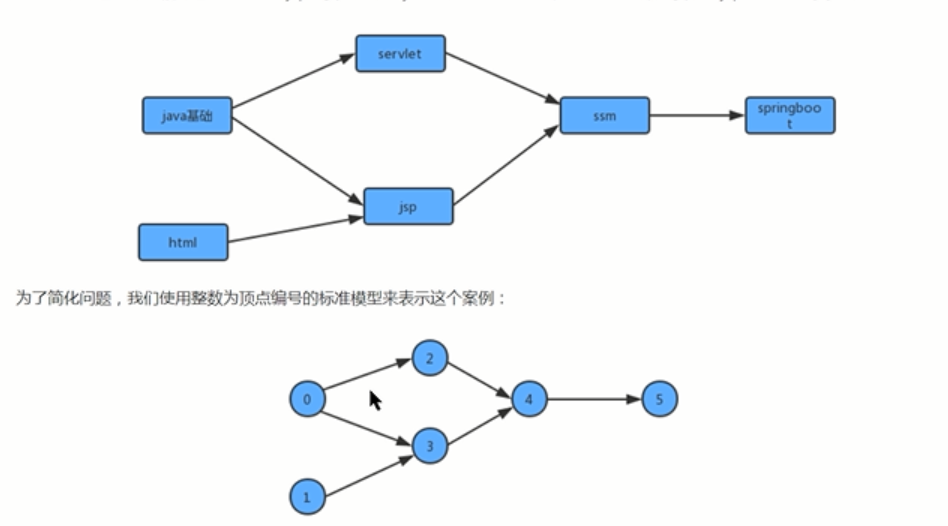 servlet
java基础
ssm
springboo
t
jsp
html
为了简化问题，我们使用整数为顶点编号的标准模型来表示这个案例：
2
0
4
5
3
1